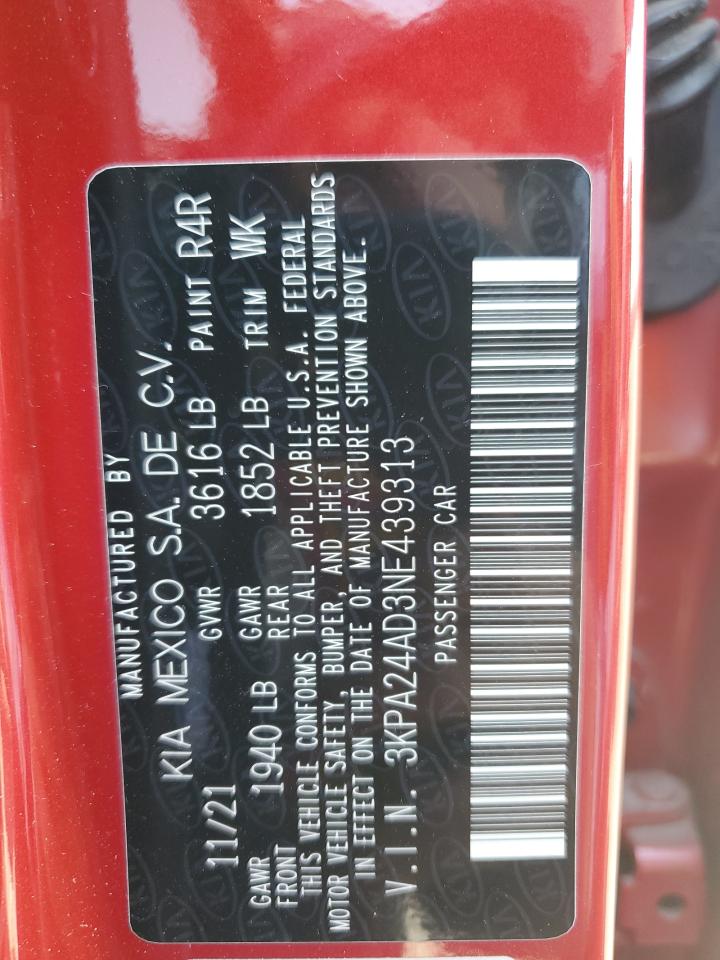 MANUFACTURED BY
KIA MEXICO S.A. DE C.V.
11/21 GVWR 3616 LB PAINT R4R
GAWR FRONT 1940 LB GAWR REAR 1852 LB TRIM WK
THIS VEHICLE CONFORMS TO ALL APPLICABLE U.S.A. FEDERAL
MOTOR VEHICLE SAFETY, BUMPER, AND THEFT PREVENTION STANDARDS
IN EFFECT ON THE DATE OF MANUFACTURE SHOWN ABOVE.
V.I.N. 3KPA24AD3NE439313
PASSENGER CAR